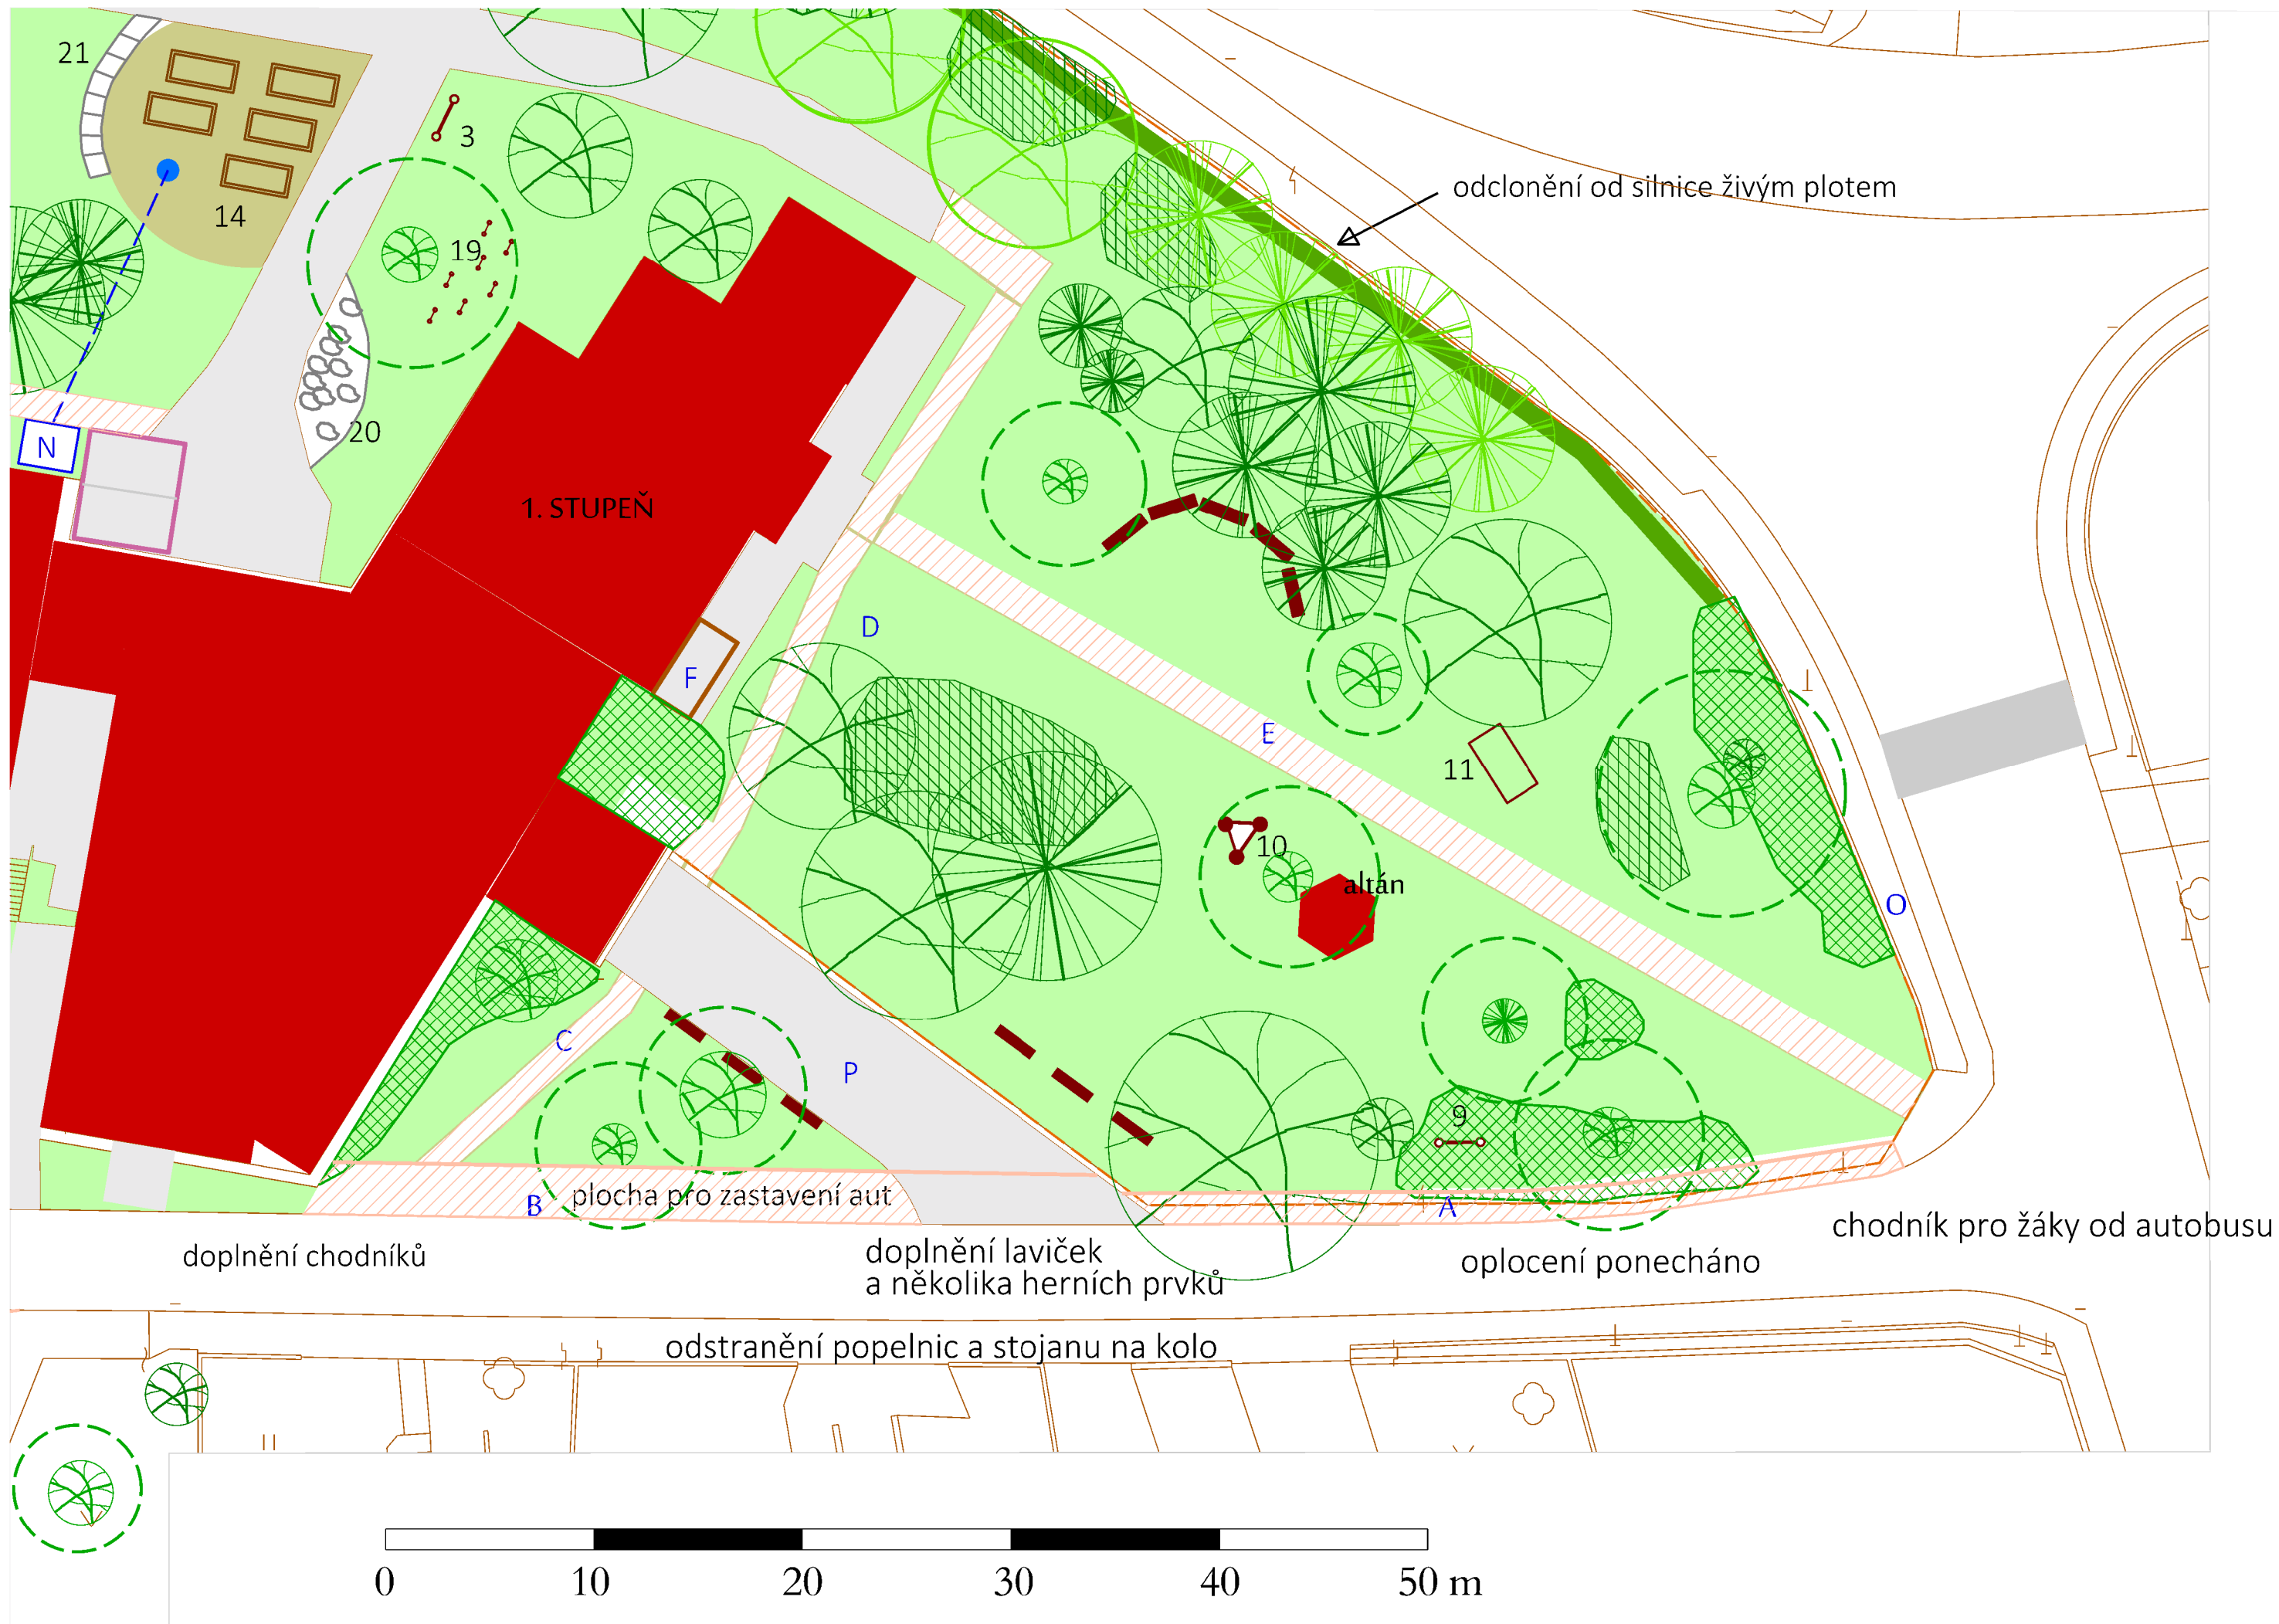 21
3
14
19
odclonění od silnice živým plotem
20
N
1. STUPEŇ
D
F
E
11
10
altán
O
C
P
9
plocha pro zastavení aut
B
A
chodník pro žáky od autobusu
doplnění chodníků
doplnění laviček
a několika herních prvků
oplocení ponecháno
odstranění popelnic a stojanu na kolo
0 10 20 30 40 50 m